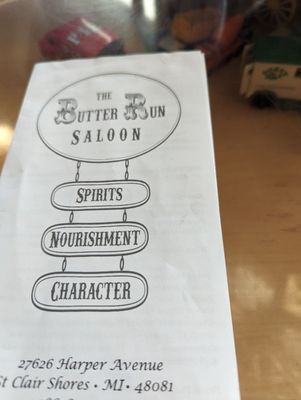 THE
BUTTER RUN
SALOON
SPIRITS
NOURISHMENT
CHARACTER
27626 Harper Avenue
St Clair Shores • MI • 48081